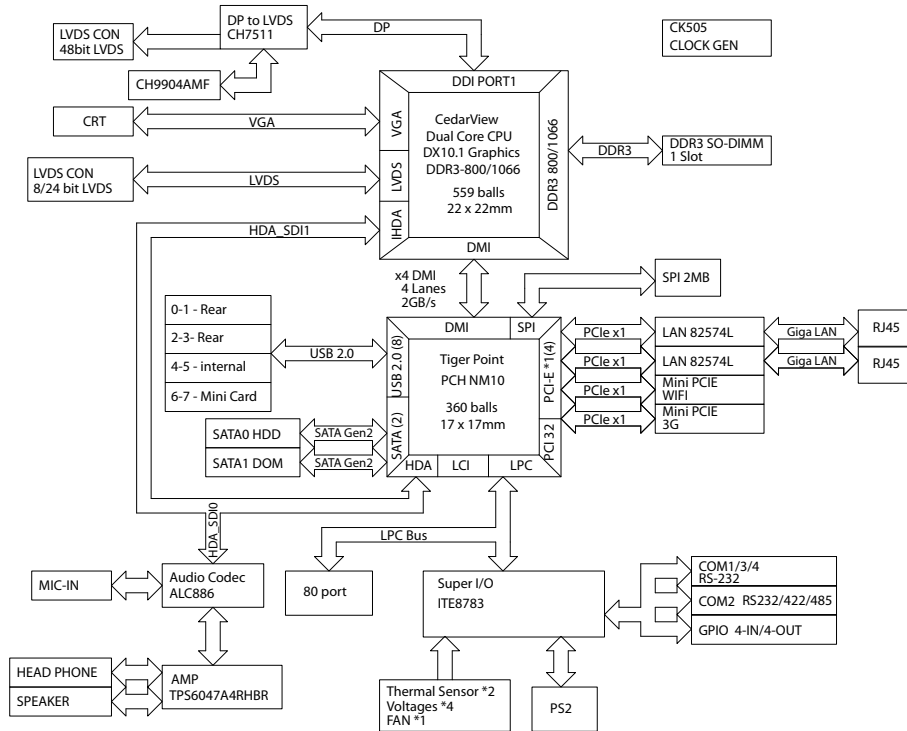 LVDS CON
48bit LVDS
DP to LVDS
CH7511
DP
CK505
CLOCK GEN
CH9904AMF
DDI PORT1
CRT
VGA
VGA
CedarView
Dual Core CPU
DX10.1 Graphics
DDR3-800/1066
559 balls
22 x 22mm
DDR3 800/1066
DDR3
DDR3 SO-DIMM
1 Slot
LVDS CON
8/24 bit LVDS
LVDS
LVDS
IHDA
HDA_SDI1
DMI
x4 DMI
4 Lanes
2GB/s
SPI 2MB
0-1 - Rear
2-3- Rear
4-5 - internal
6-7 - Mini Card
USB 2.0
USB 2.0 (8)
DMI
SPI
Tiger Point
PCH NM10
360 balls
17 x 17mm
PCI-E *1(4)
PCI 32
PCIe x1
LAN 82574L
Giga LAN
RJ45
PCIe x1
LAN 82574L
Giga LAN
RJ45
PCIe x1
Mini PCIE
WIFI
PCIe x1
Mini PCIE
3G
SATA0 HDD
SATA Gen2
SATA1 DOM
SATA Gen2
SATA (2)
HDA
LCI
LPC
HDA_SDI0
LPC Bus
MIC-IN
Audio Codec
ALC886
80 port
Super I/O
ITE8783
COM1/3/4
RS-232
COM2 RS232/422/485
GPIO 4-IN/4-OUT
HEAD PHONE
SPEAKER
AMP
TPS6047A4RHBR
Thermal Sensor *2
Voltages *4
FAN *1
PS2